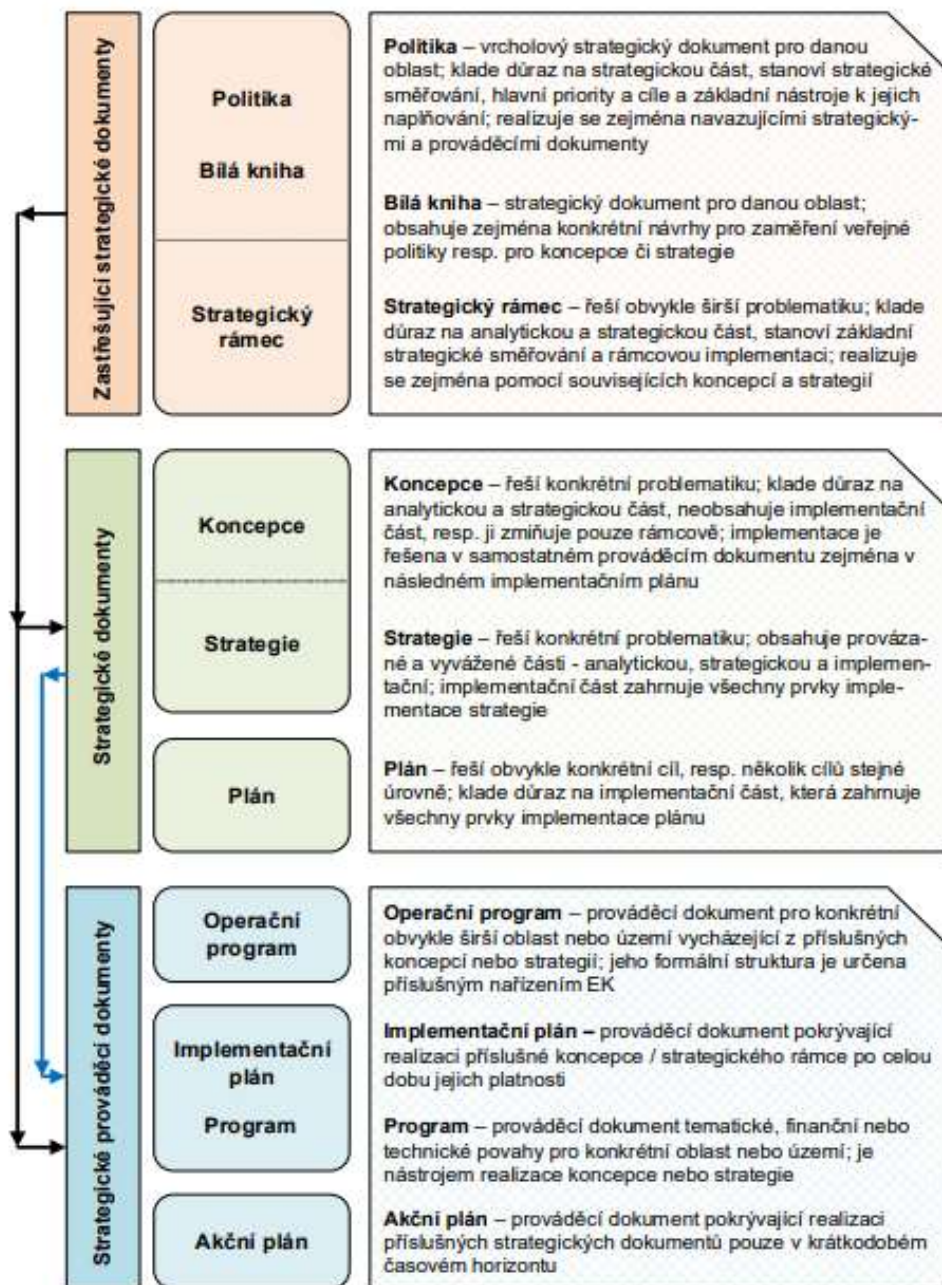 Zastřešující strategické dokumenty
Politika
Bílá kniha
Strategický
rámec
Politika – vrcholový strategický dokument pro danou
oblast; klade důraz na strategickou část, stanoví strategické
směřování, hlavní priority a cíle a základní nástroje k jejich
naplňování; realizuje se zejména navazujícími strategický-
mi a prováděcími dokumenty
Bílá kniha – strategický dokument pro danou oblast;
obsahuje zejména konkrétní návrhy pro zaměření veřejné
politiky resp. pro koncepce či strategie
Strategický rámec – řeší obvykle širší problematiku; klade
důraz na analytickou a strategickou část, stanoví základní
strategické směřování a rámcovou implementaci; realizuje
se zejména pomocí souvisejících koncepcí a strategií
Strategické dokumenty
Koncepce
Strategie
Plán
Koncepce – řeší konkrétní problematiku; klade důraz na
analytickou a strategickou část, neobsahuje implementační
část, resp. ji zmiňuje pouze rámcově; implementace je
řešena v samostatném prováděcím dokumentu zejména v
následném implementačním plánu
Strategie – řeší konkrétní problematiku; obsahuje prováza-
né a vyvážené části - analytickou, strategickou a implemen-
tační; implementační část zahrnuje všechny prvky imple-
mentace strategie
Plán – řeší obvykle konkrétní cíl, resp. několik cílů stejné
úrovně; klade důraz na implementační část, která zahrnuje
všechny prvky implementace plánu
Strategické prováděcí dokumenty
Operační
program
Implementační
plán
Program
Akční plán
Operační program – prováděcí dokument pro konkrétní
obvykle širší oblast nebo území vycházející z příslušných
koncepcí nebo strategií; jeho formální struktura je určena
příslušným nařízením EK
Implementační plán – prováděcí dokument pokrývající
realizaci příslušné koncepce / strategického rámce po celou
dobu jejich platnosti
Program – prováděcí dokument tematické, finanční nebo
technické povahy pro konkrétní oblast nebo území; je
nástrojem realizace koncepce nebo strategie
Akční plán – prováděcí dokument pokrývající realizaci
příslušných strategických dokumentů pouze v krátkodobém
časovém horizontu